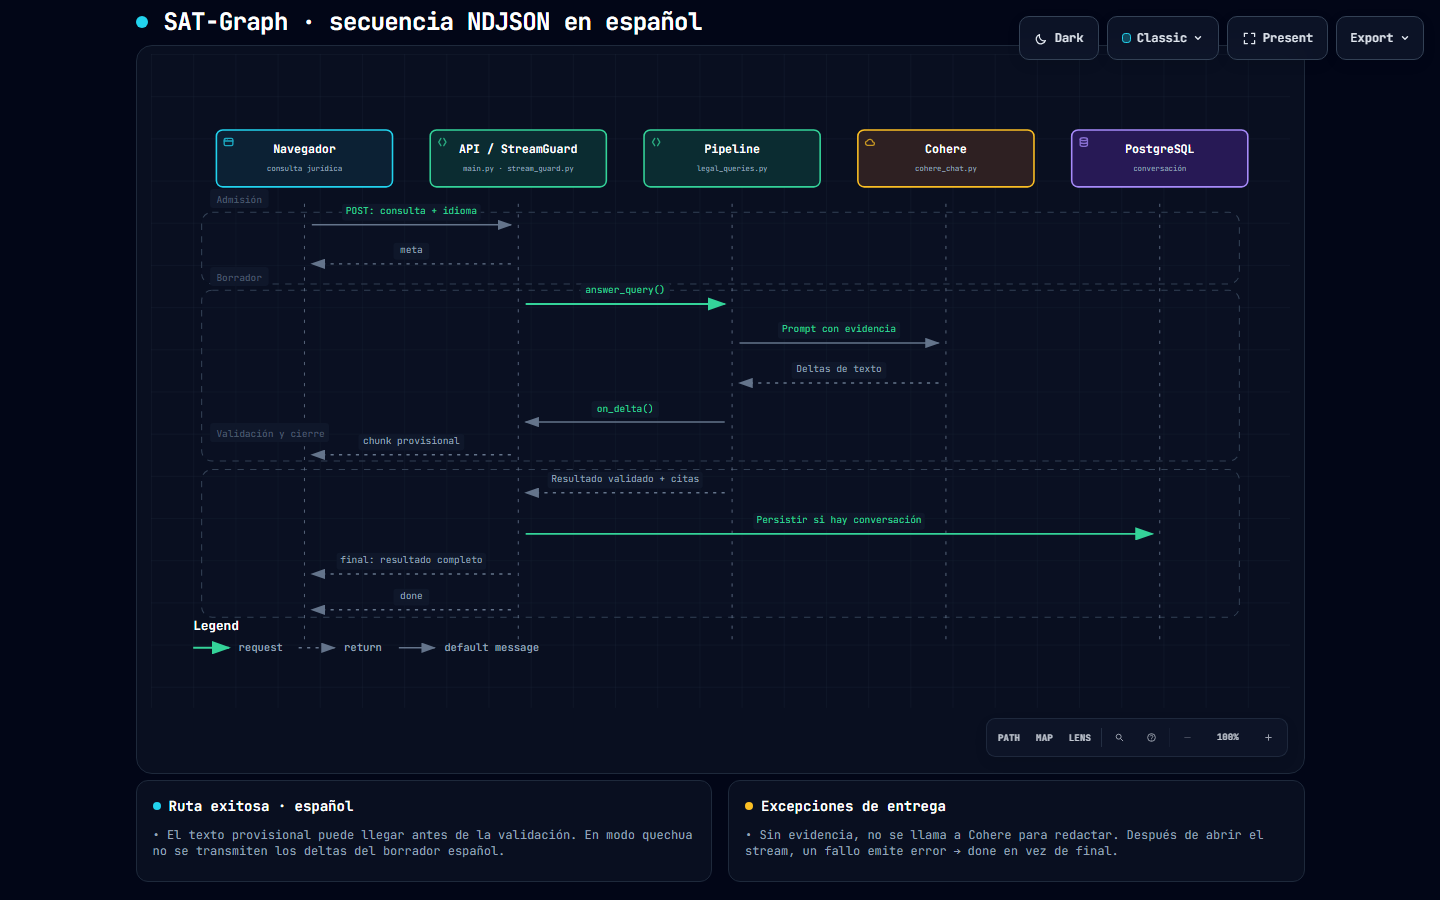 SAT-Graph · secuencia NDJSON en español
Dark
Classic
Present
Export
Navegador
consulta jurídica
API / StreamGuard
main.py · stream_guard.py
Pipeline
legal_queries.py
Cohere
cohere_chat.py
PostgreSQL
conversación
Admisión
POST: consulta + idioma
meta
Borrador
answer_query()
Prompt con evidencia
Deltas de texto
on_delta()
Validación y cierre
chunk provisional
Resultado validado + citas
Persistir si hay conversación
final: resultado completo
done
Legend
request
return
default message
PATH
MAP
LENS
100%
Ruta exitosa · español
• El texto provisional puede llegar antes de la validación. En modo quechua
no se transmiten los deltas del borrador español.
Excepciones de entrega
• Sin evidencia, no se llama a Cohere para redactar. Después de abrir el
stream, un fallo emite error → done en vez de final.